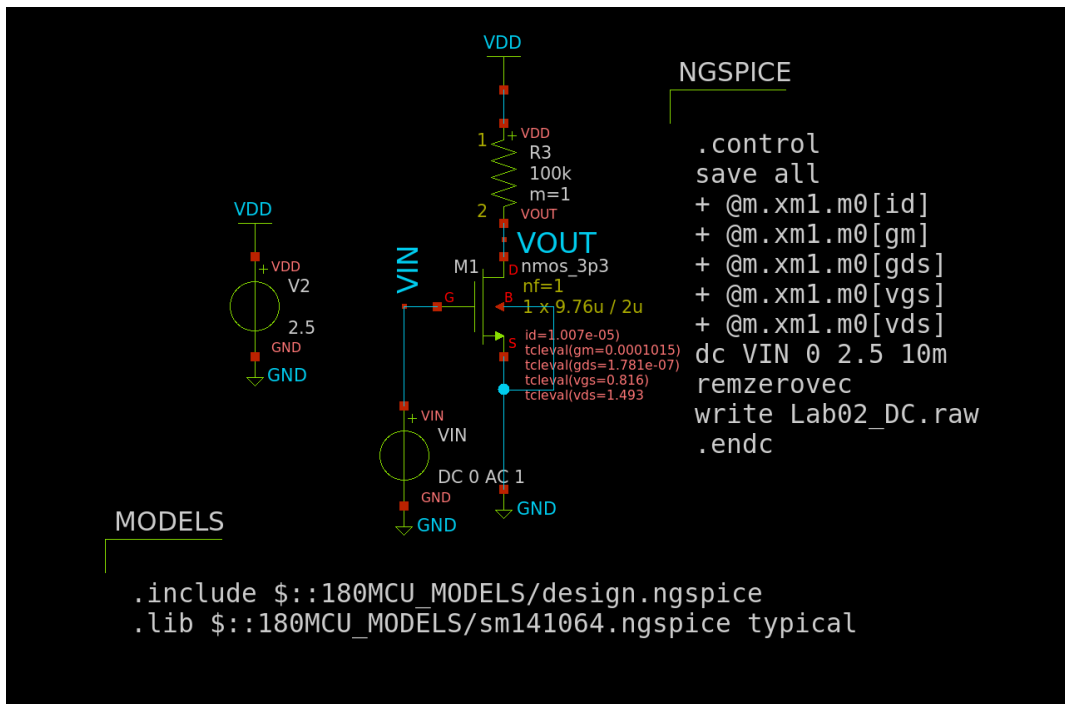 VDD
NGSPICE
1
VDD
R3
100k
m=1
2
VOUT
VOUT
VDD
VDD
V2
2.5
GND
GND
VIN
M1
nmos_3p3
nf=1
1 x 9.76u / 2u
D
G
B
S
id=1.007e-05)
tcleval(gm=0.0001015)
tcleval(gds=1.781e-07)
tcleval(vgs=0.816)
tcleval(vds=1.493
VIN
VIN
DC 0 AC 1
GND
GND
GND
.control
save all
+ @m.xm1.m0[id]
+ @m.xm1.m0[gm]
+ @m.xm1.m0[gds]
+ @m.xm1.m0[vgs]
+ @m.xm1.m0[vds]
dc VIN 0 2.5 10m
remzerovec
write Lab02_DC.raw
.endc
MODELS
.include $::180MCU_MODELS/design.ngspice
.lib $::180MCU_MODELS/sm141064.ngspice typical